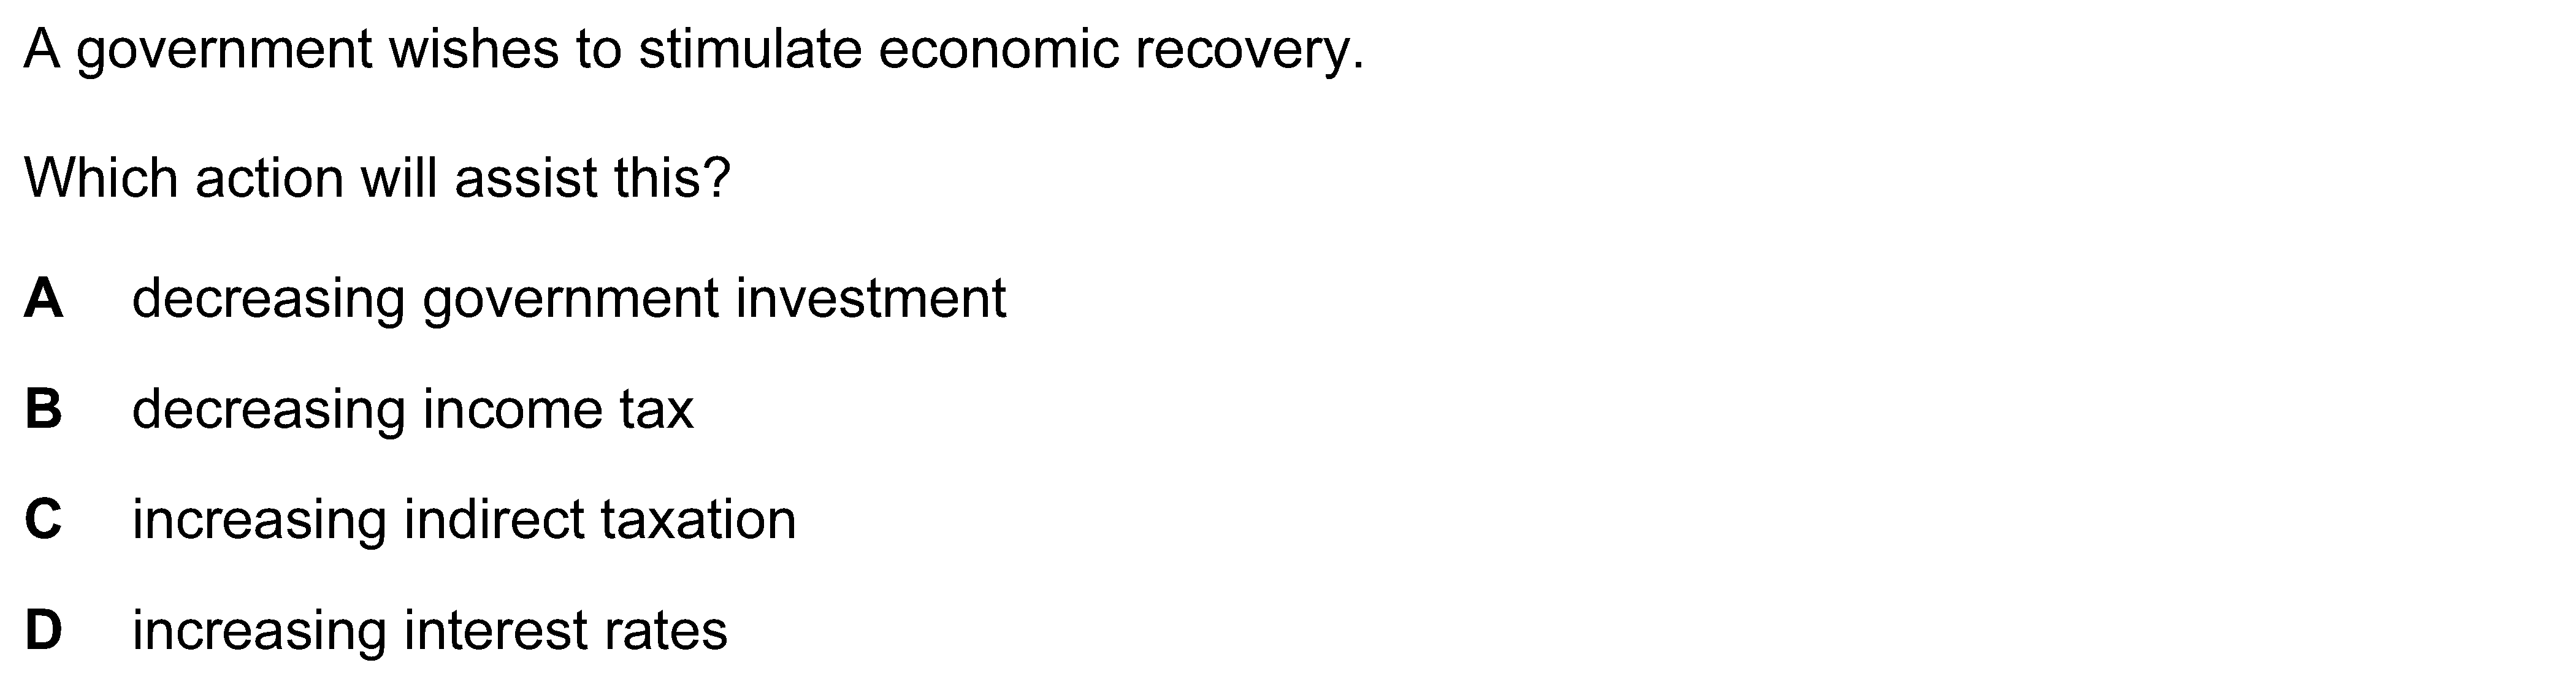 A government wishes to stimulate economic recovery.
Which action will assist this?
A decreasing government investment
B decreasing income tax
C increasing indirect taxation
D increasing interest rates